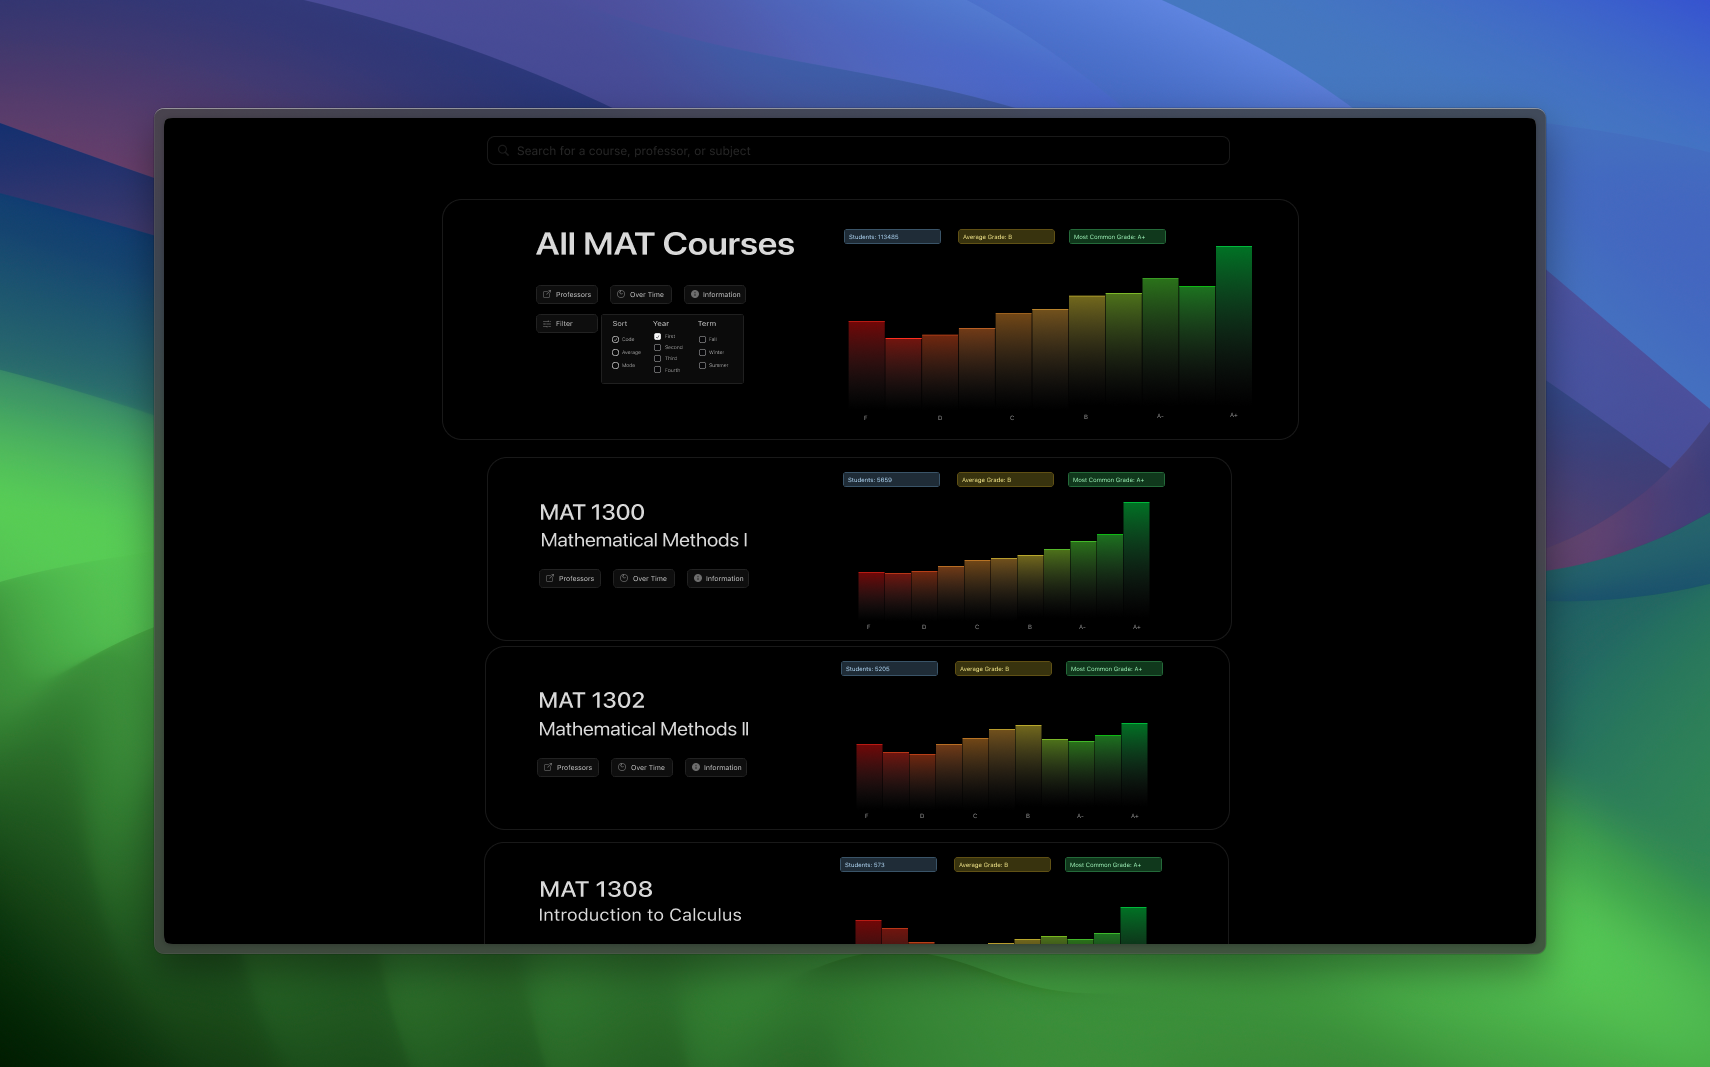 Search for a course, professor, or subject
All MAT Courses
Students: 113485
Average Grade: B
Most Common Grade: A+
Professors
Over Time
Information
Filter
Sort
Year
Term
Code
First
Fall
Average
Second
Winter
Mode
Third
Summer
Fourth
F
D
C
B
A-
A+
Students: 5659
Average Grade: B
Most Common Grade: A+
MAT 1300
Mathematical Methods I
Professors
Over Time
Information
F
D
C
B
A-
A+
Students: 5205
Average Grade: B
Most Common Grade: A+
MAT 1302
Mathematical Methods II
Professors
Over Time
Information
F
D
C
B
A-
A+
Students: 573
Average Grade: B
Most Common Grade: A+
MAT 1308
Introduction to Calculus